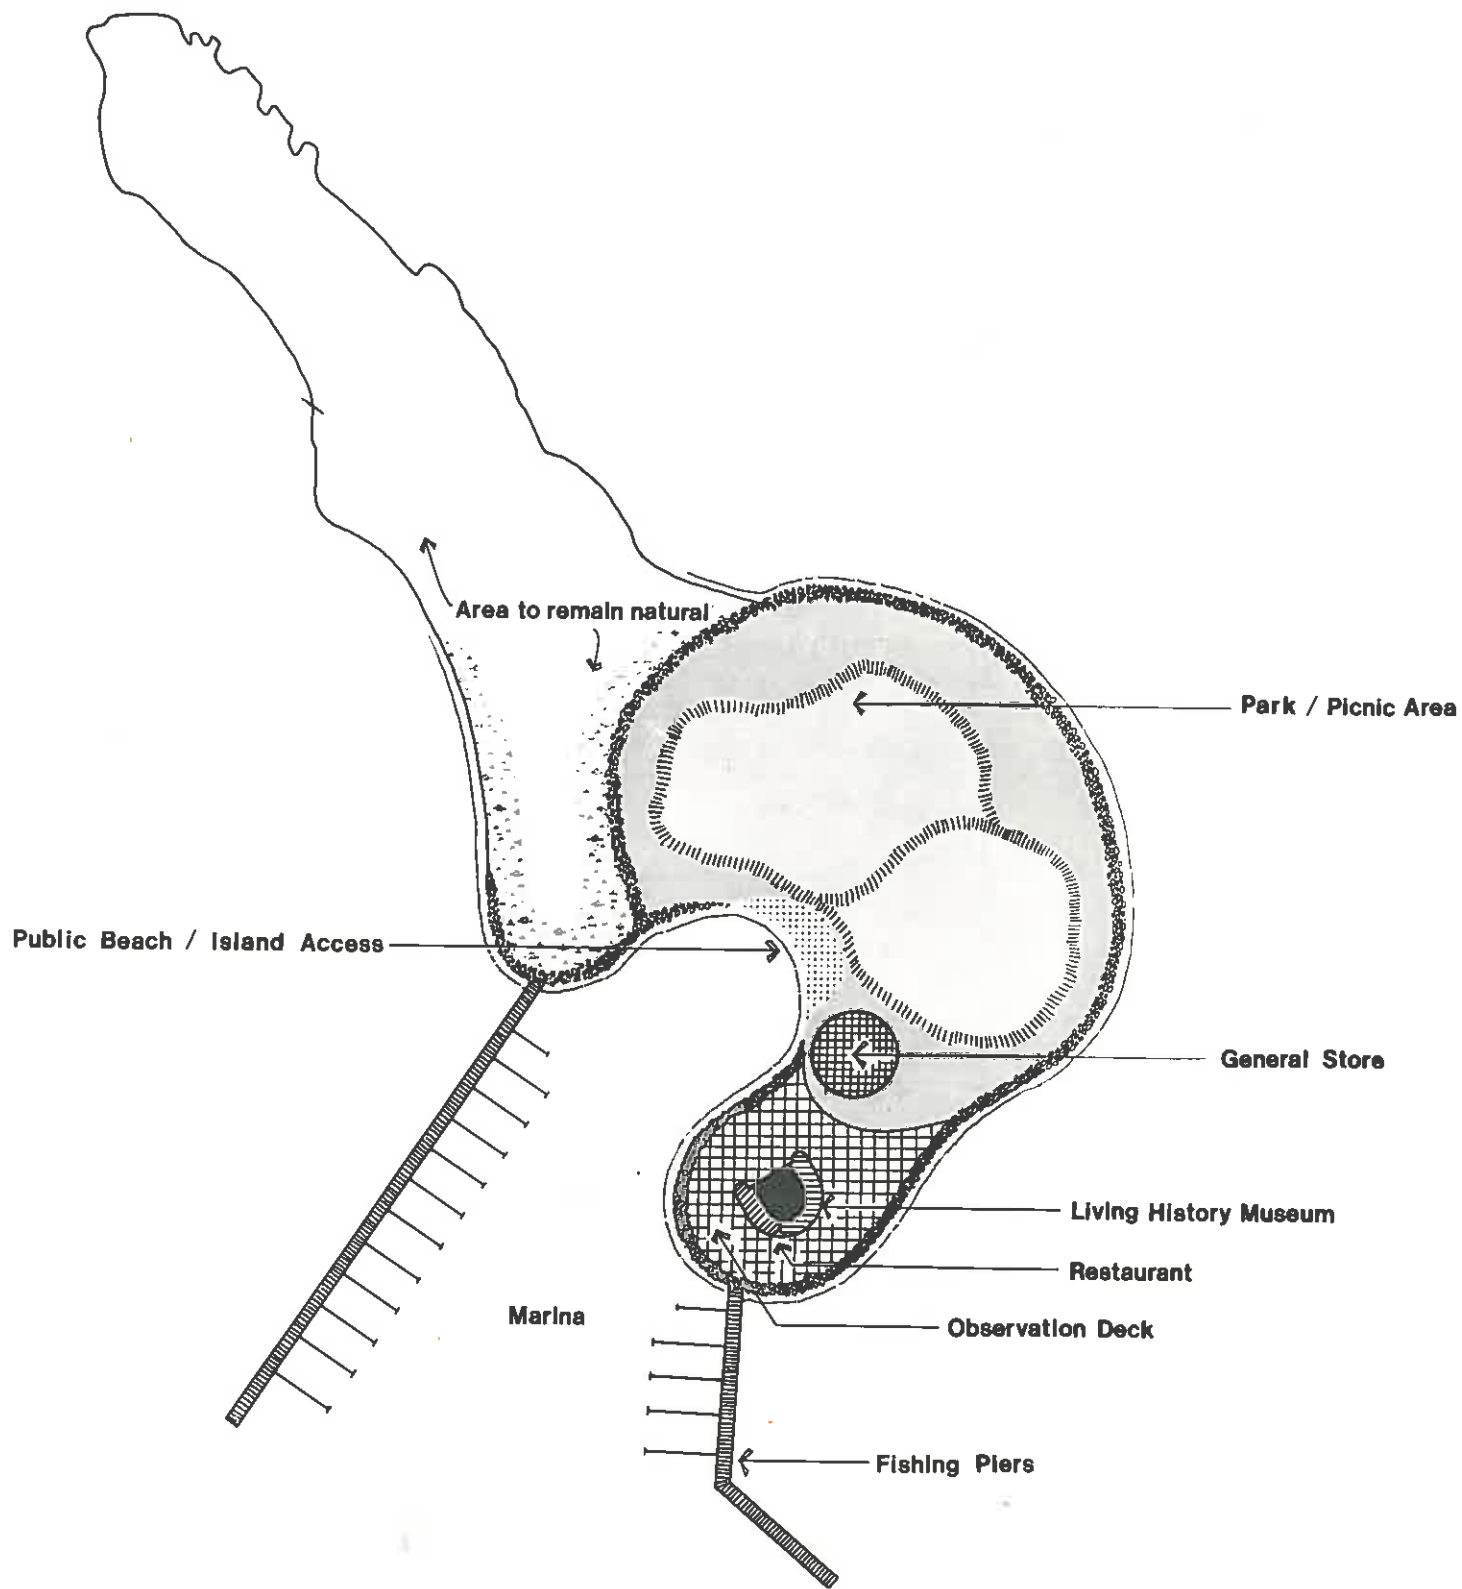 Area to remain natural
Park / Picnic Area
Public Beach / Island Access
General Store
Living History Museum
Restaurant
Marina
Observation Deck
Fishing Piers